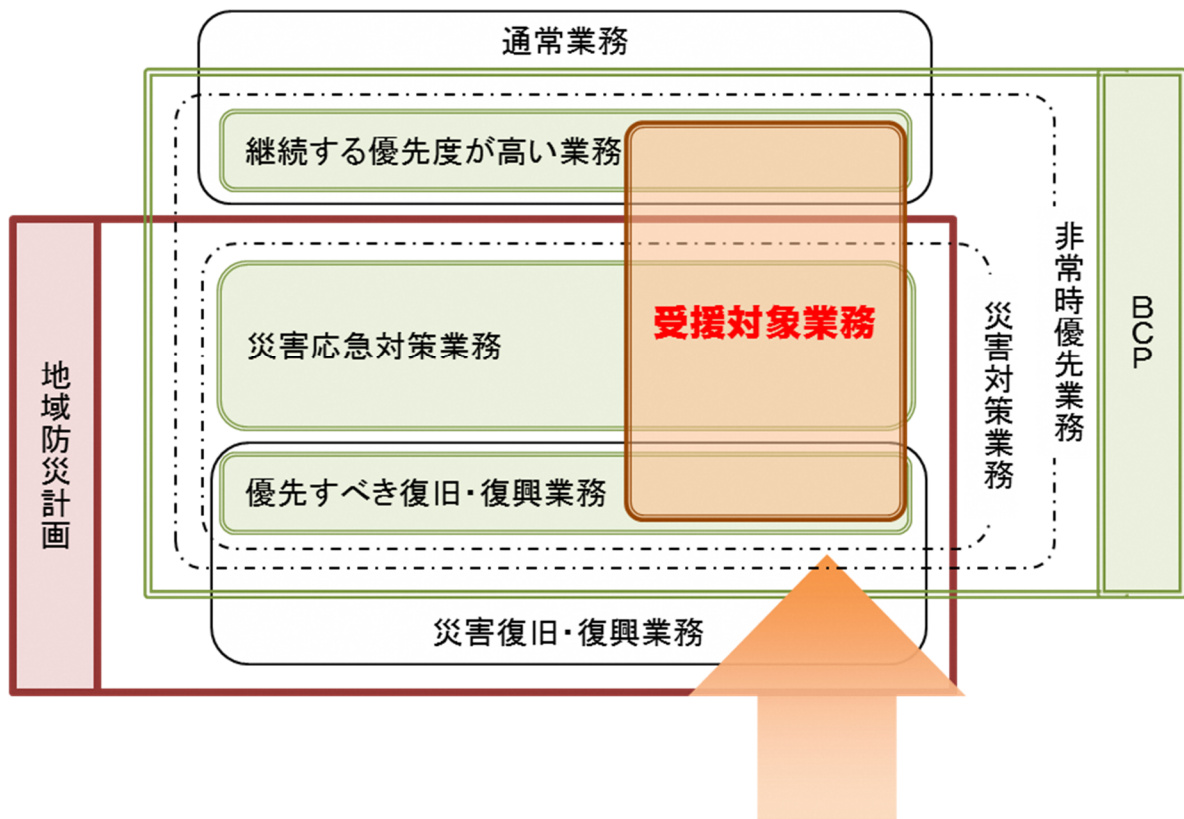 通常業務
継続する優先度が高い業務
受援対象業務
災害応急対策業務
優先すべき復旧・復興業務
災害復旧・復興業務
地域防災計画
災害対策業務
非常時優先業務
BCP